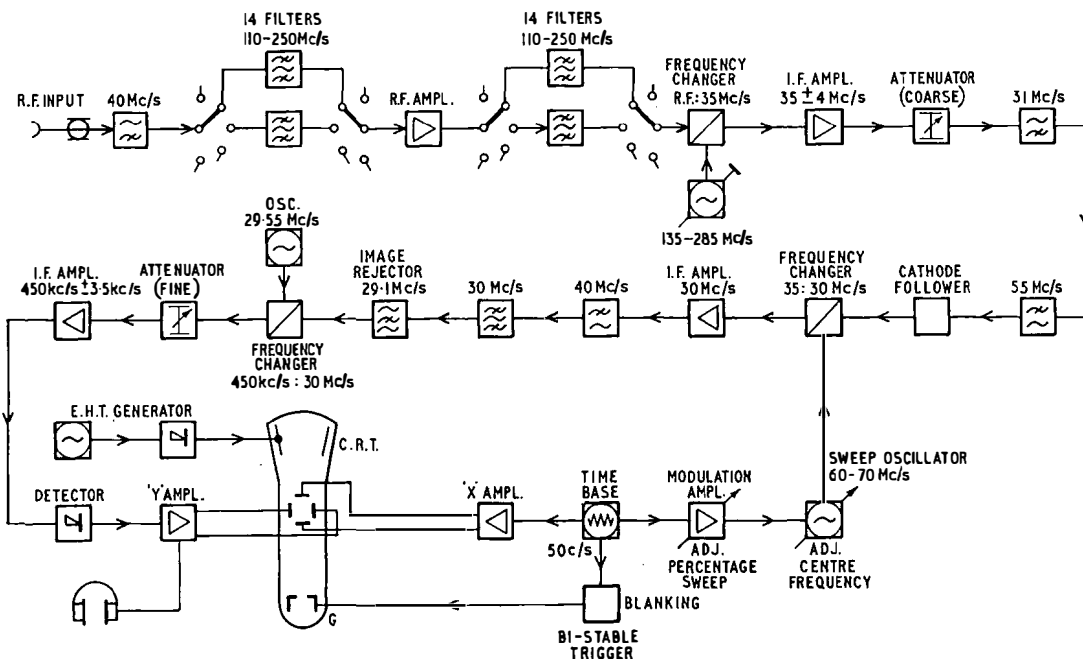 14 FILTERS
110-250Mc/s
14 FILTERS
110-250 Mc/s
R.F. INPUT
40Mc/s
R.F. AMPL.
FREQUENCY
CHANGER
R.F.:35Mc/s
I.F. AMPL.
35 ± 4 Mc/s
ATTENUATOR
(COARSE)
31 Mc/s
135-285 Mc/s
OSC.
29·55 Mc/s
I.F. AMPL.
450kc/s ±3·5kc/s
ATTENUATOR
(FINE)
FREQUENCY
CHANGER
450kc/s : 30 Mc/s
IMAGE
REJECTOR
29·1Mc/s
30 Mc/s
40Mc/s
I.F. AMPL.
30 Mc/s
FREQUENCY
CHANGER
35: 30 Mc/s
CATHODE
FOLLOWER
55 Mc/s
E.H.T. GENERATOR
C.R.T.
DETECTOR
'Y' AMPL.
G
'X' AMPL.
TIME
BASE
50c/s
MODULATION
AMPL.
ADJ.
PERCENTAGE
SWEEP
SWEEP OSCILLATOR
60-70 Mc/s
ADJ.
CENTRE
FREQUENCY
BLANKING
BI-STABLE
TRIGGER